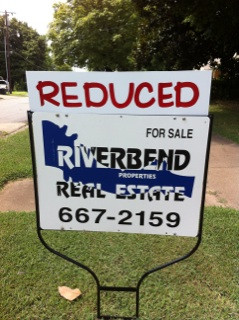 REDUCED
FOR SALE
RIVERBEND
PROPERTIES
REAL ESTATE
667-2159